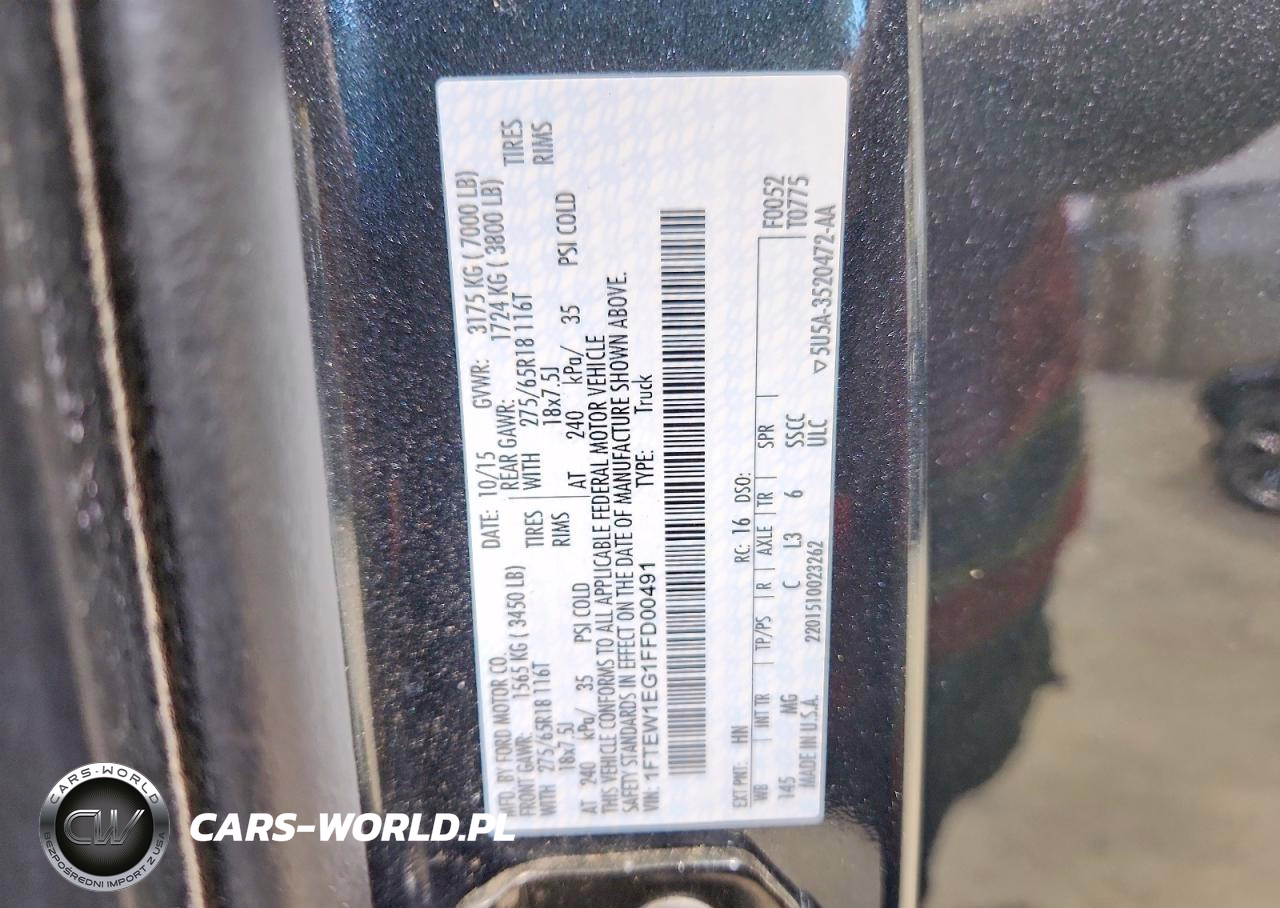 MFD. BY FORD MOTOR CO.
DATE: 10/15 GVWR: 3175 KG ( 7000 LB)
FRONT GAWR: 1565 KG ( 3450 LB)
REAR GAWR: 1724 KG ( 3800 LB)
WITH 275/65R18 116T TIRES
WITH 275/65R18 116T TIRES
18x7.5J RIMS
18x7.5J RIMS
AT 240 kPa/ 35 PSI COLD
AT 240 kPa/ 35 PSI COLD
THIS VEHICLE CONFORMS TO ALL APPLICABLE FEDERAL MOTOR VEHICLE
SAFETY STANDARDS IN EFFECT ON THE DATE OF MANUFACTURE SHOWN ABOVE.
VIN: 1FTEW1EG1FFD00491 TYPE: Truck
EXT PNT: HN RC: 16 DSO:
WB INT TR TP/PS R AXLE TR SPR F0052
T0775
145 MG C L3 6 SSCC
MADE IN U.S.A. 2201510023262 ULC
▽5U5A-3520472-AA
CARS-WORLD
CW
BEZPOŚREDNI IMPORT Z USA
CARS-WORLD.PL